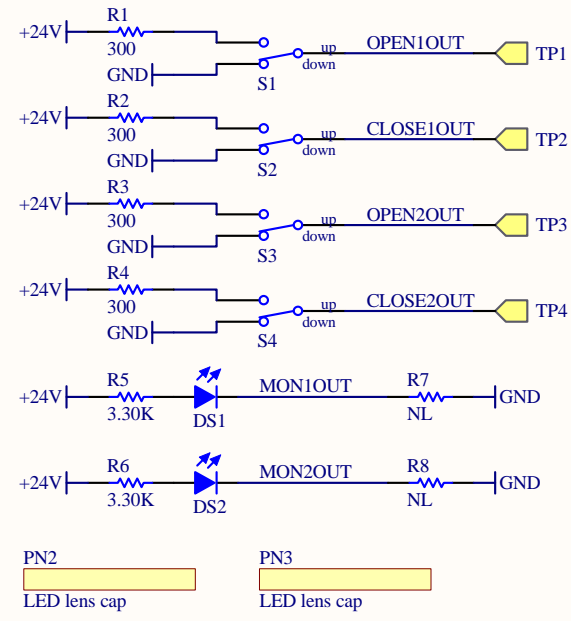 R1
+24V
300
GND
up
down
S1
OPEN1OUT
TP1
R2
+24V
300
GND
up
down
S2
CLOSE1OUT
TP2
R3
+24V
300
GND
up
down
S3
OPEN2OUT
TP3
R4
+24V
300
GND
up
down
S4
CLOSE2OUT
TP4
R5
+24V
3.30K
DS1
MON1OUT
R7
NL
GND
R6
+24V
3.30K
DS2
MON2OUT
R8
NL
GND
PN2
LED lens cap
PN3
LED lens cap